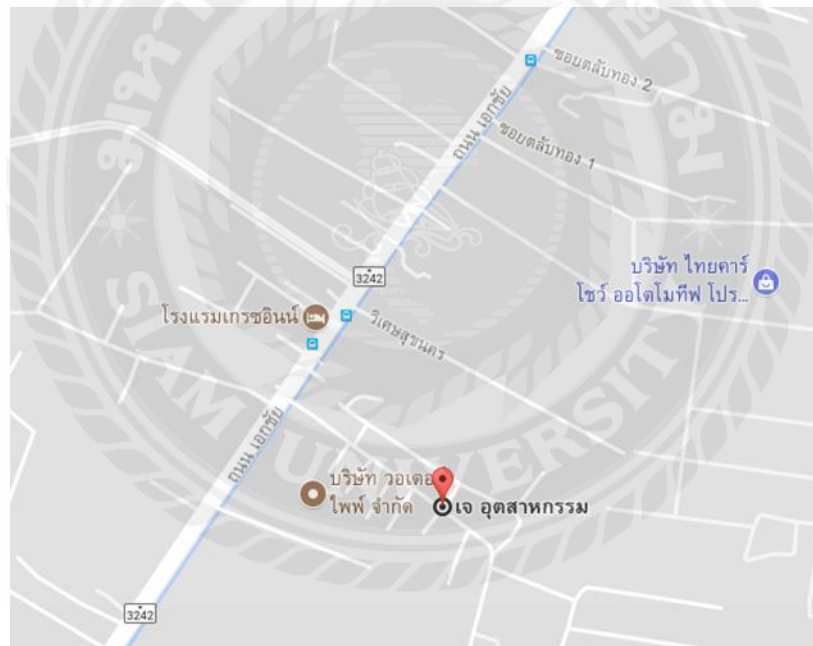 ซอยตลับทอง 2
ถนน เอกชัย
ซอยตลับทอง 1
3242
บริษัท ไทยคาร์
โชว์ ออโตโมทีฟ โปร...
โรงแรมเกรซอินน์
วิเศษสุขนคร
ถนน เอกชัย
บริษัท วอเตอ
ไพพ์ จำกัด
เจ อุตสาหกรรม
3242
SIAM UNIVERSIT